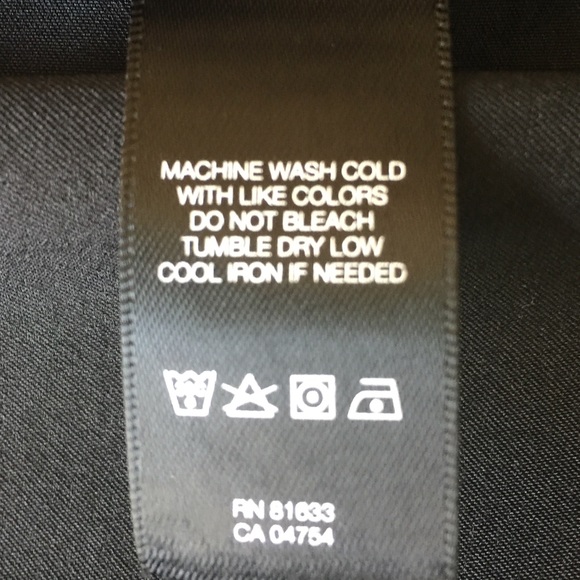 MACHINE WASH COLD
WITH LIKE COLORS
DO NOT BLEACH
TUMBLE DRY LOW
COOL IRON IF NEEDED
RN 81633
CA 04754